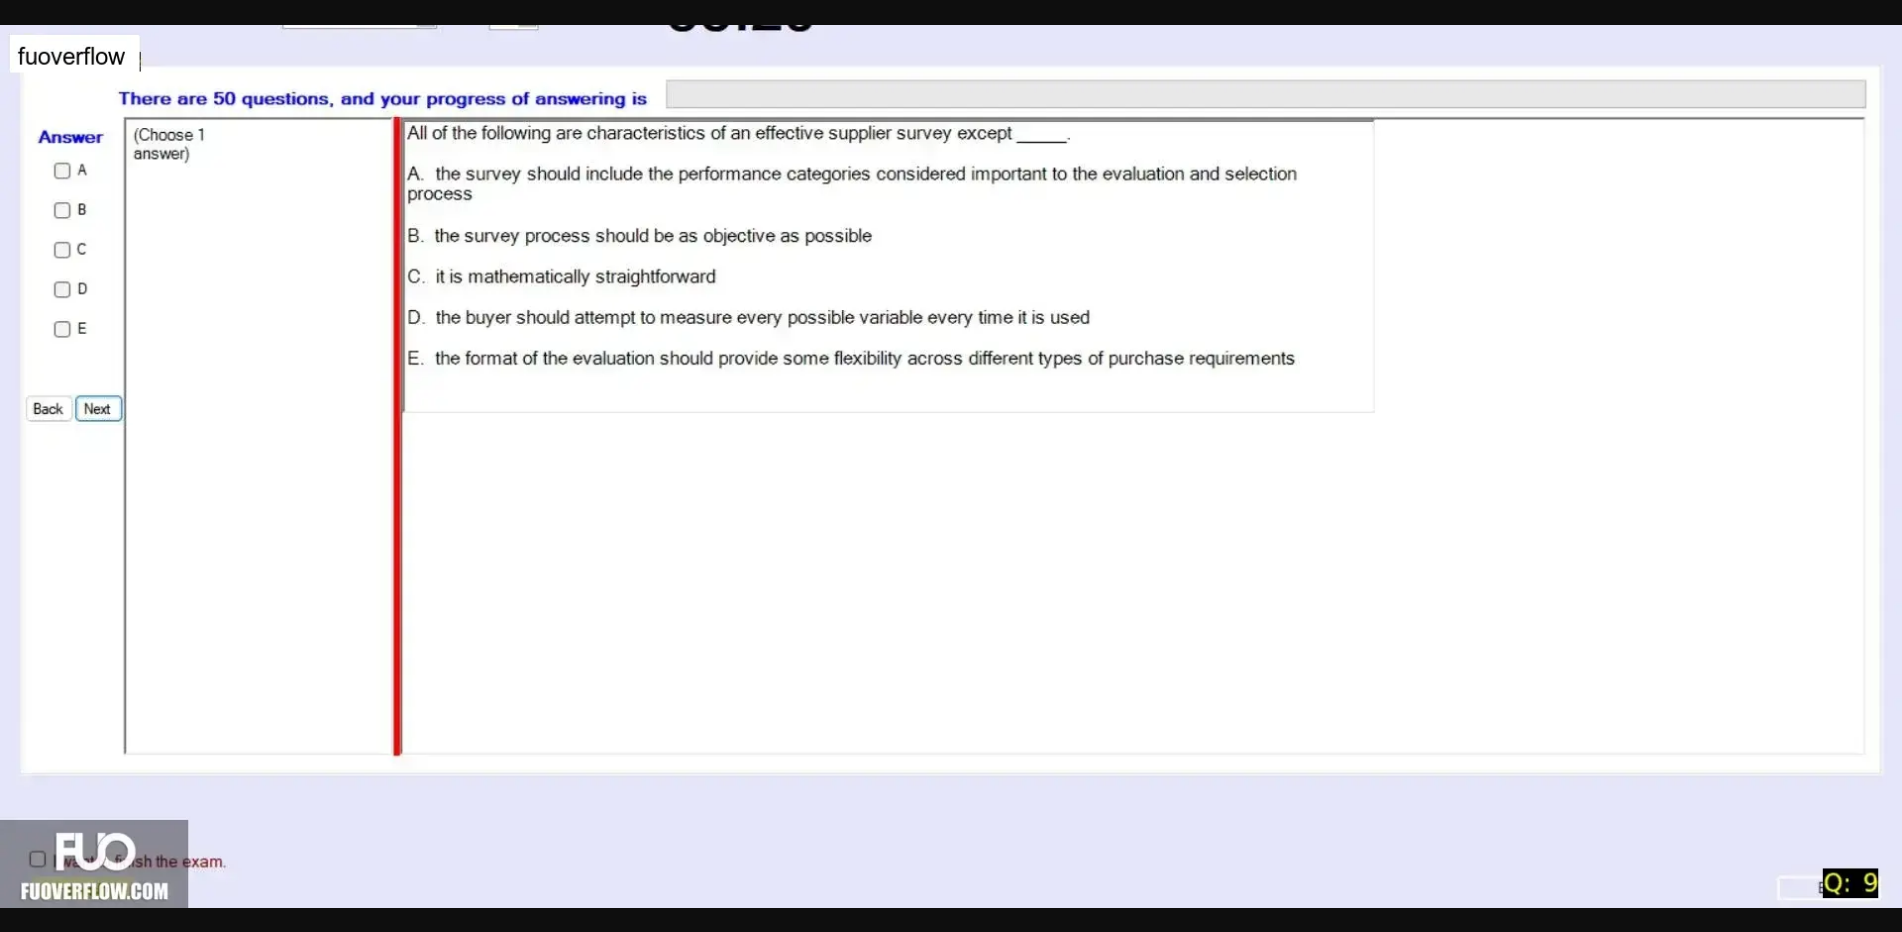 fuoverflow
There are 50 questions, and your progress of answering is
Answer
(Choose 1
answer)
A
B
C
D
E
Back
Next
All of the following are characteristics of an effective supplier survey except _____.
A. the survey should include the performance categories considered important to the evaluation and selection
process
B. the survey process should be as objective as possible
C. it is mathematically straightforward
D. the buyer should attempt to measure every possible variable every time it is used
E. the format of the evaluation should provide some flexibility across different types of purchase requirements
FUO
the exam.
FUOVERFLOW.COM
Q: 9